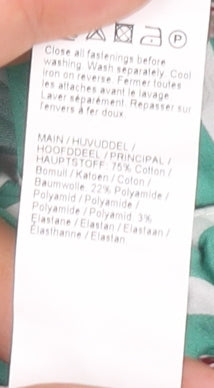 P
Close all fastenings before
washing. Wash separately. Cool
iron on reverse. Fermer toutes
les attaches avant le lavage
Laver séparément. Repasser sur
l'envers à fer doux
MAIN / HUVUDDEL /
HOOFDDEEL / PRINCIPAL /
HAUPTSTOFF: 75% Cotton /
Bomull / Katoen / Coton /
Baumwolle. 22% Polyamide /
Polyamid / Polyamide /
Polyamide / Polyamid. 3%
Elastane / Elastan / Elastaan /
Élasthanne / Elastan